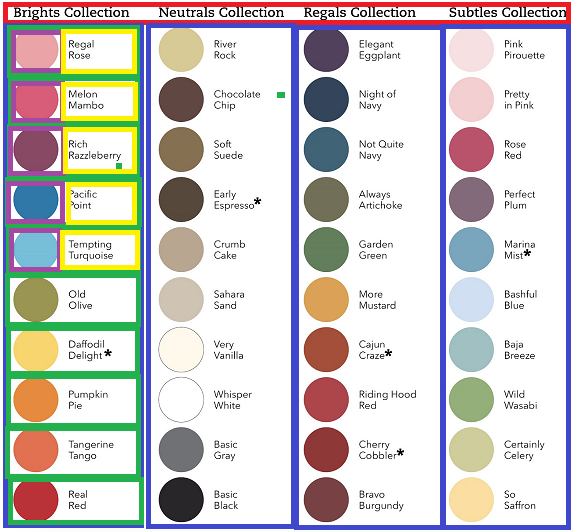 Brights Collection
Neutrals Collection
Regals Collection
Subtles Collection
Regal
Rose
Melon
Mambo
Rich
Razzleberry
Pacific
Point
Tempting
Turquoise
Old
Olive
Daffodil
Delight*
Pumpkin
Pie
Tangerine
Tango
Real
Red
River
Rock
Chocolate
Chip
Soft
Suede
Early
Espresso*
Crumb
Cake
Sahara
Sand
Very
Vanilla
Whisper
White
Basic
Gray
Basic
Black
Elegant
Eggplant
Night of
Navy
Not Quite
Navy
Always
Artichoke
Garden
Green
More
Mustard
Cajun
Craze*
Riding Hood
Red
Cherry
Cobbler*
Bravo
Burgundy
Pink
Pirouette
Pretty
in Pink
Rose
Red
Perfect
Plum
Marina
Mist*
Bashful
Blue
Baja
Breeze
Wild
Wasabi
Certainly
Celery
So
Saffron